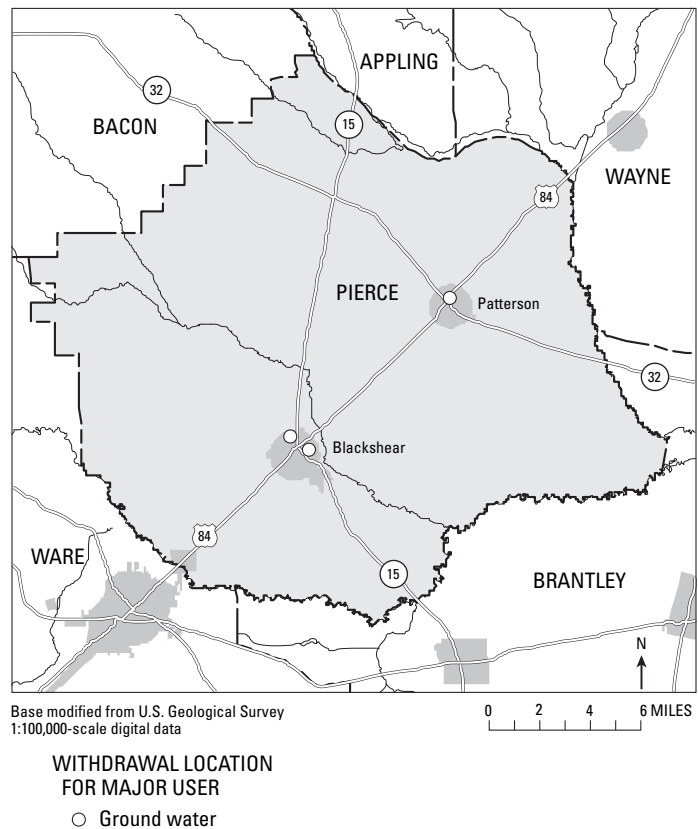 APPLING
32
15
BACON
WAYNE
84
PIERCE
Patterson
32
Blackshear
84
WARE
15
BRANTLEY
N
Base modified from U.S. Geological Survey
1:100,000-scale digital data
0 2 4 6 MILES
WITHDRAWAL LOCATION
FOR MAJOR USER
Ground water